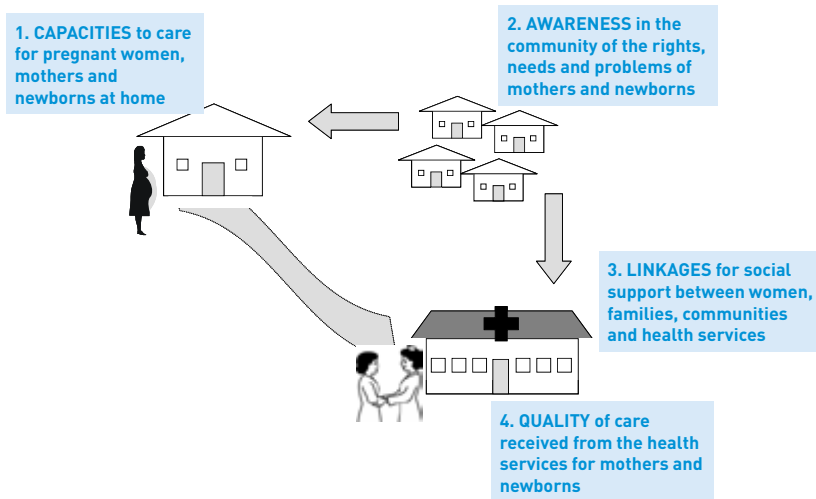 1. CAPACITIES to care
for pregnant women,
mothers and
newborns at home
2. AWARENESS in the
community of the rights,
needs and problems of
mothers and newborns
3. LINKAGES for social
support between women,
families, communities
and health services
4. QUALITY of care
received from the health
services for mothers and
newborns